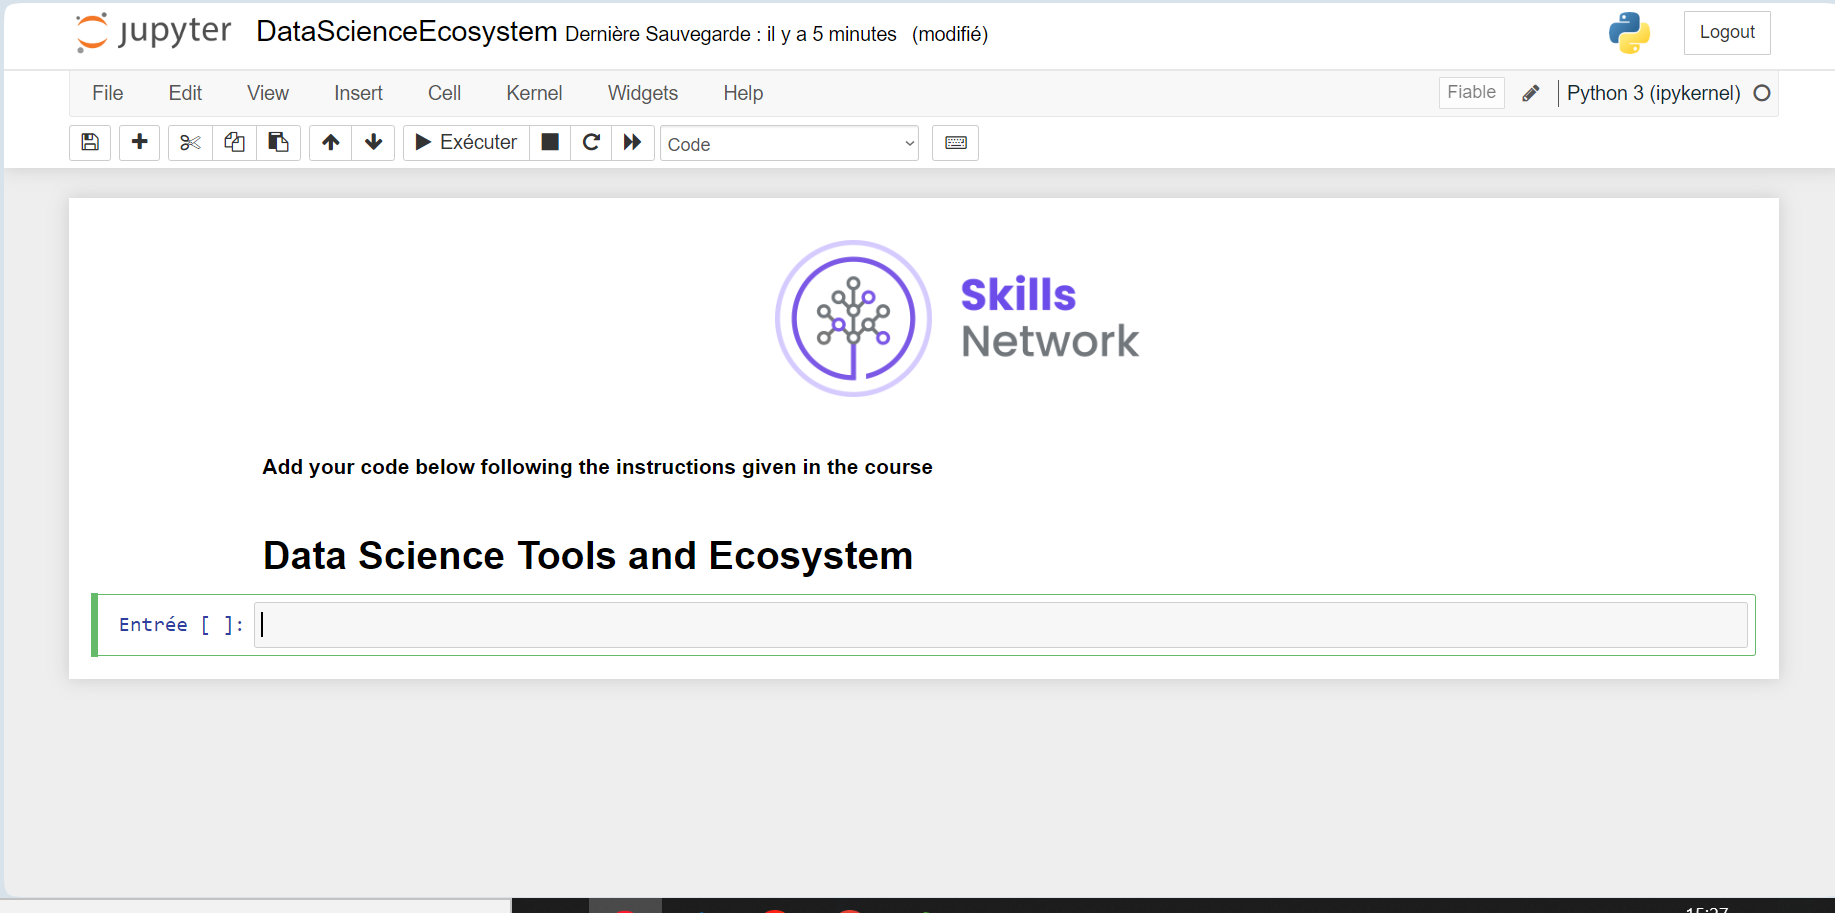 jupyter DataScienceEcosystem Dernière Sauvegarde : il y a 5 minutes (modifié)
Logout
File Edit View Insert Cell Kernel Widgets Help
Fiable Python 3 (ipykernel)
Exécuter Code
Skills
Network
Add your code below following the instructions given in the course
Data Science Tools and Ecosystem
Entrée [ ]: